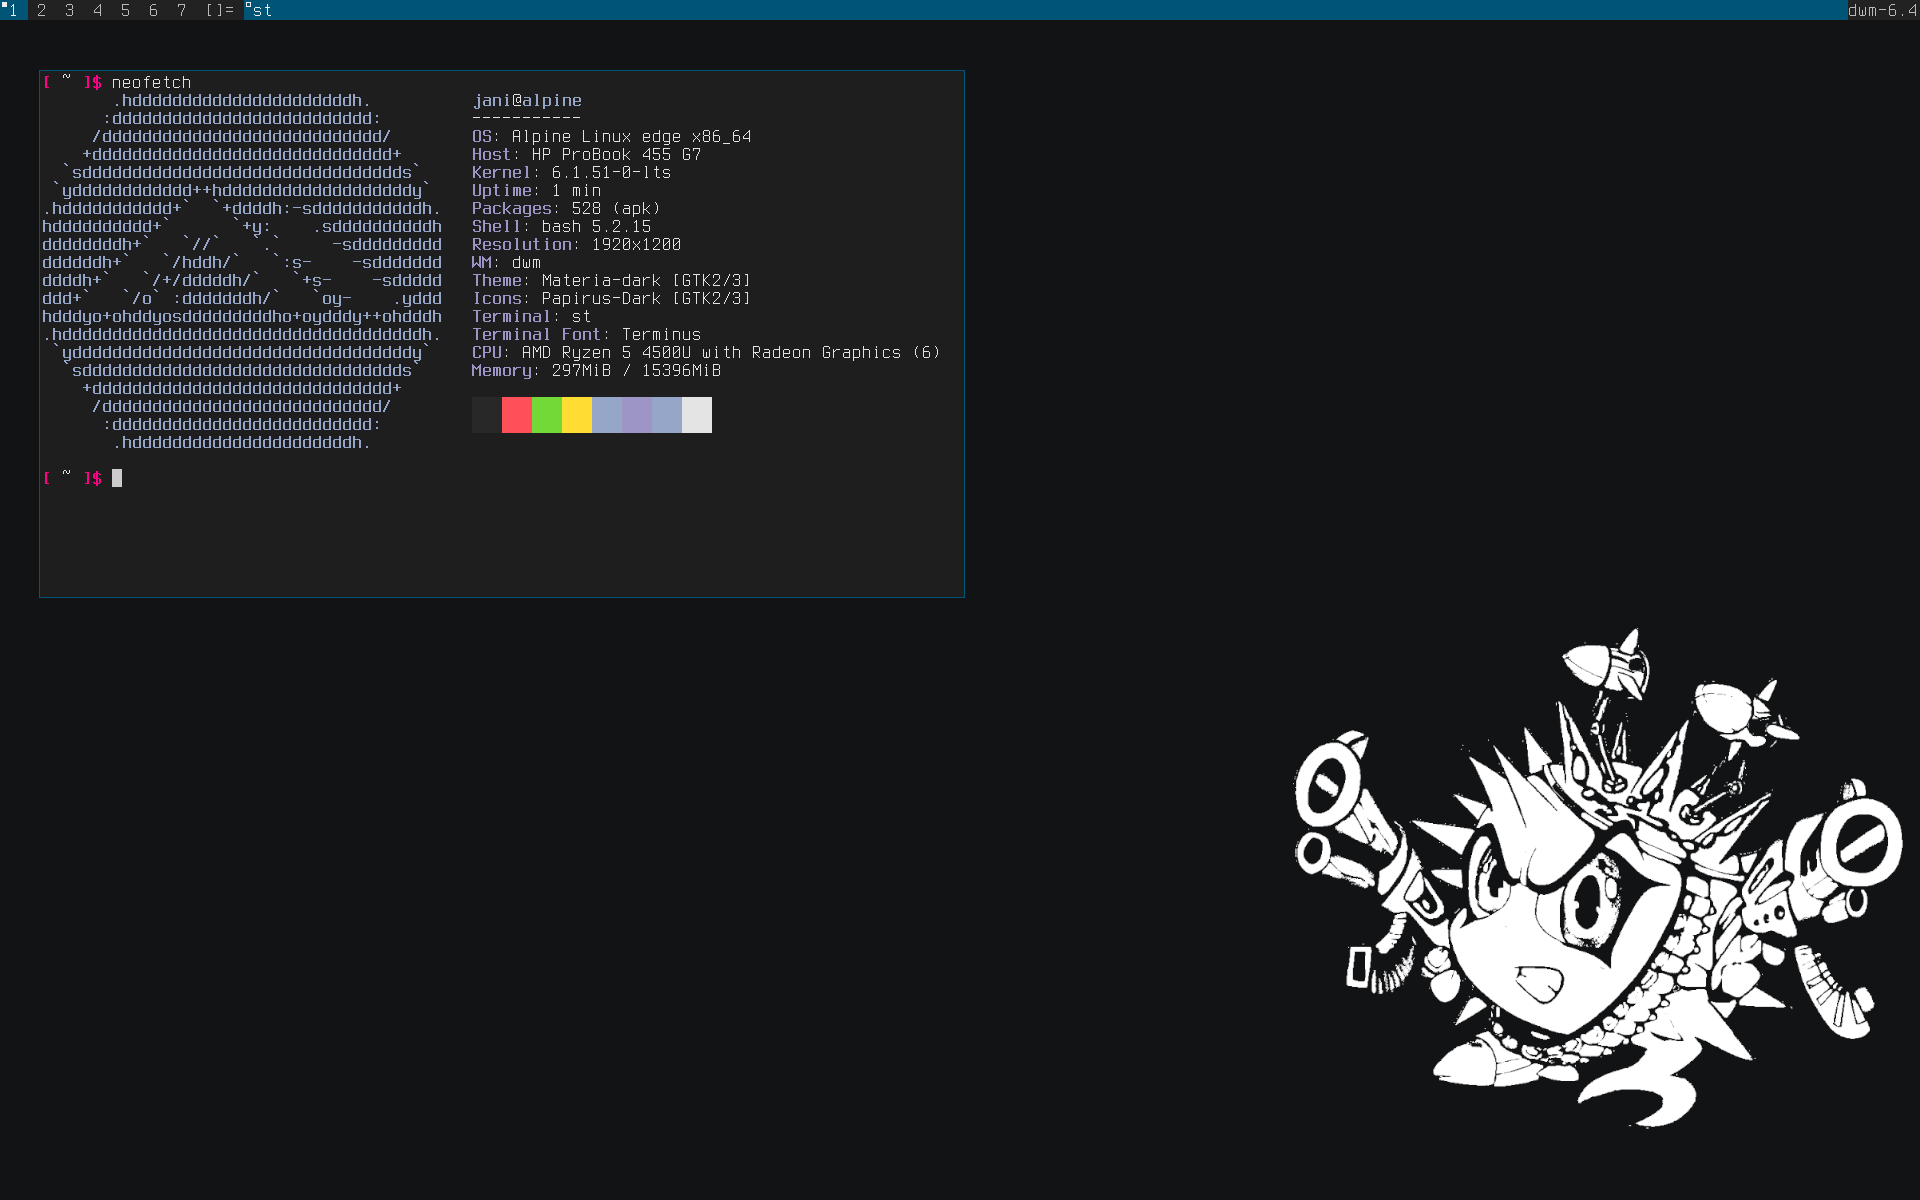 1 2 3 4 5 6 7 []= st dwm-6.4
[ ~ ]$ neofetch
.hddddddddddddddddddddddh. jani@alpine
:dddddddddddddddddddddddddd: -----------
/dddddddddddddddddddddddddddd/ OS: Alpine Linux edge x86_64
+dddddddddddddddddddddddddddddd+ Host: HP ProBook 455 G7
`sdddddddddddddddddddddddddddddddds` Kernel: 6.1.51-0-lts
`ydddddddddddd++hdddddddddddddddddddy` Uptime: 1 min
.hddddddddddd+` `+ddddh:-sdddddddddddh. Packages: 528 (apk)
hdddddddddd+` `+y: .sddddddddddh Shell: bash 5.2.15
ddddddddh+` `//` `.` -sddddddddd Resolution: 1920x1200
ddddddh+` `/hddh/` `:s- -sddddddd WM: dwm
ddddh+` `/+/dddddh/` `+s- -sddddd Theme: Materia-dark [GTK2/3]
ddd+` `/o` :dddddddh/` `oy- .yddd Icons: Papirus-Dark [GTK2/3]
hdddyo+ohddyosdddddddddho+oydddy++ohdddh Terminal: st
.hddddddddddddddddddddddddddddddddddddh. Terminal Font: Terminus
`yddddddddddddddddddddddddddddddddddy` CPU: AMD Ryzen 5 4500U with Radeon Graphics (6)
`sdddddddddddddddddddddddddddddddds` Memory: 297MiB / 15396MiB
+dddddddddddddddddddddddddddddd+
/dddddddddddddddddddddddddddd/
:dddddddddddddddddddddddddd:
.hddddddddddddddddddddddh.
[ ~ ]$